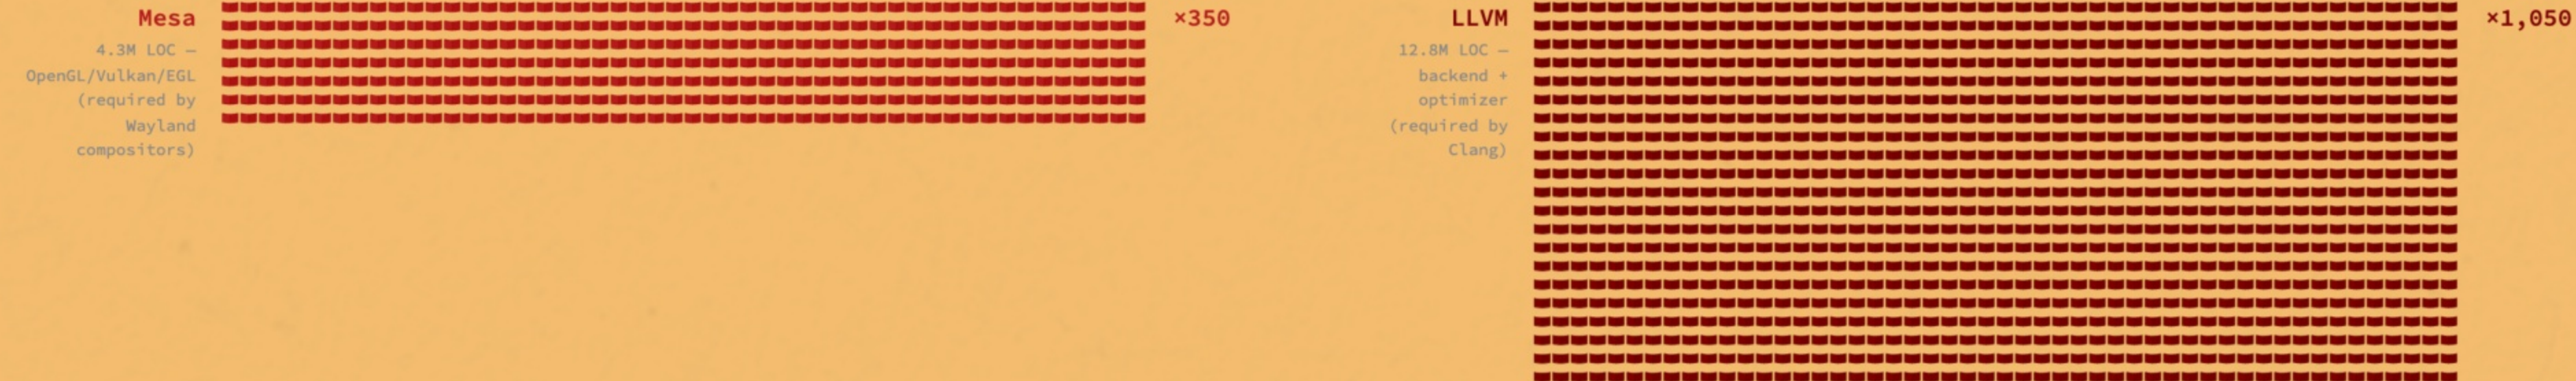 Mesa
4.3M LOC —
OpenGL/Vulkan/EGL
(required by
Wayland
compositors)
×350
LLVM
12.8M LOC —
backend +
optimizer
(required by
Clang)
×1,050